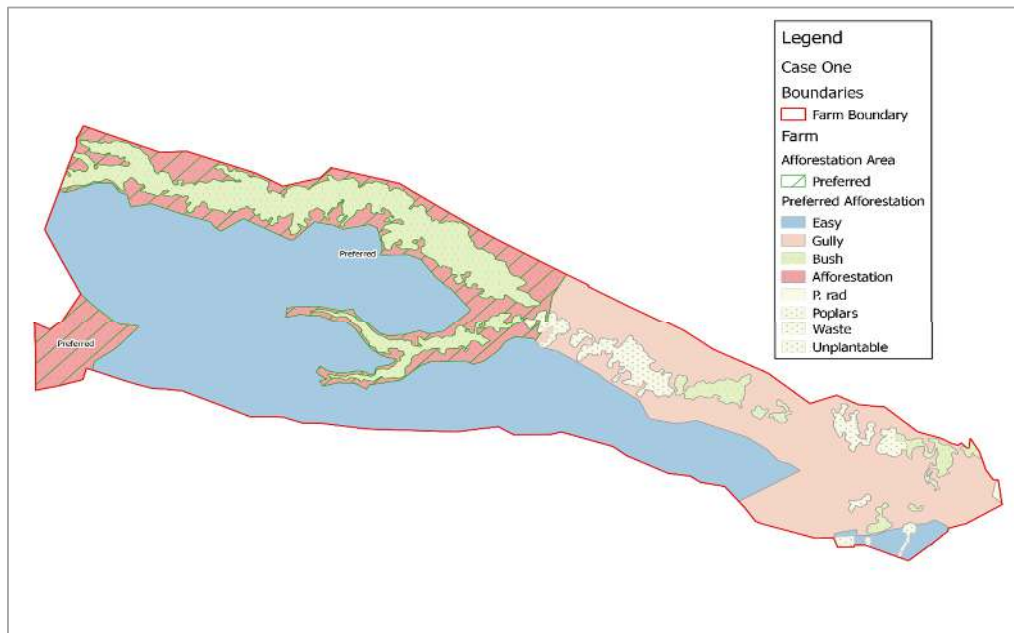 Legend
Case One
Boundaries
Farm Boundary
Farm
Afforestation Area
Preferred
Preferred Afforestation
Easy
Gully
Bush
Afforestation
P. rad
Poplars
Waste
Unplantable
Preferred
Preferred